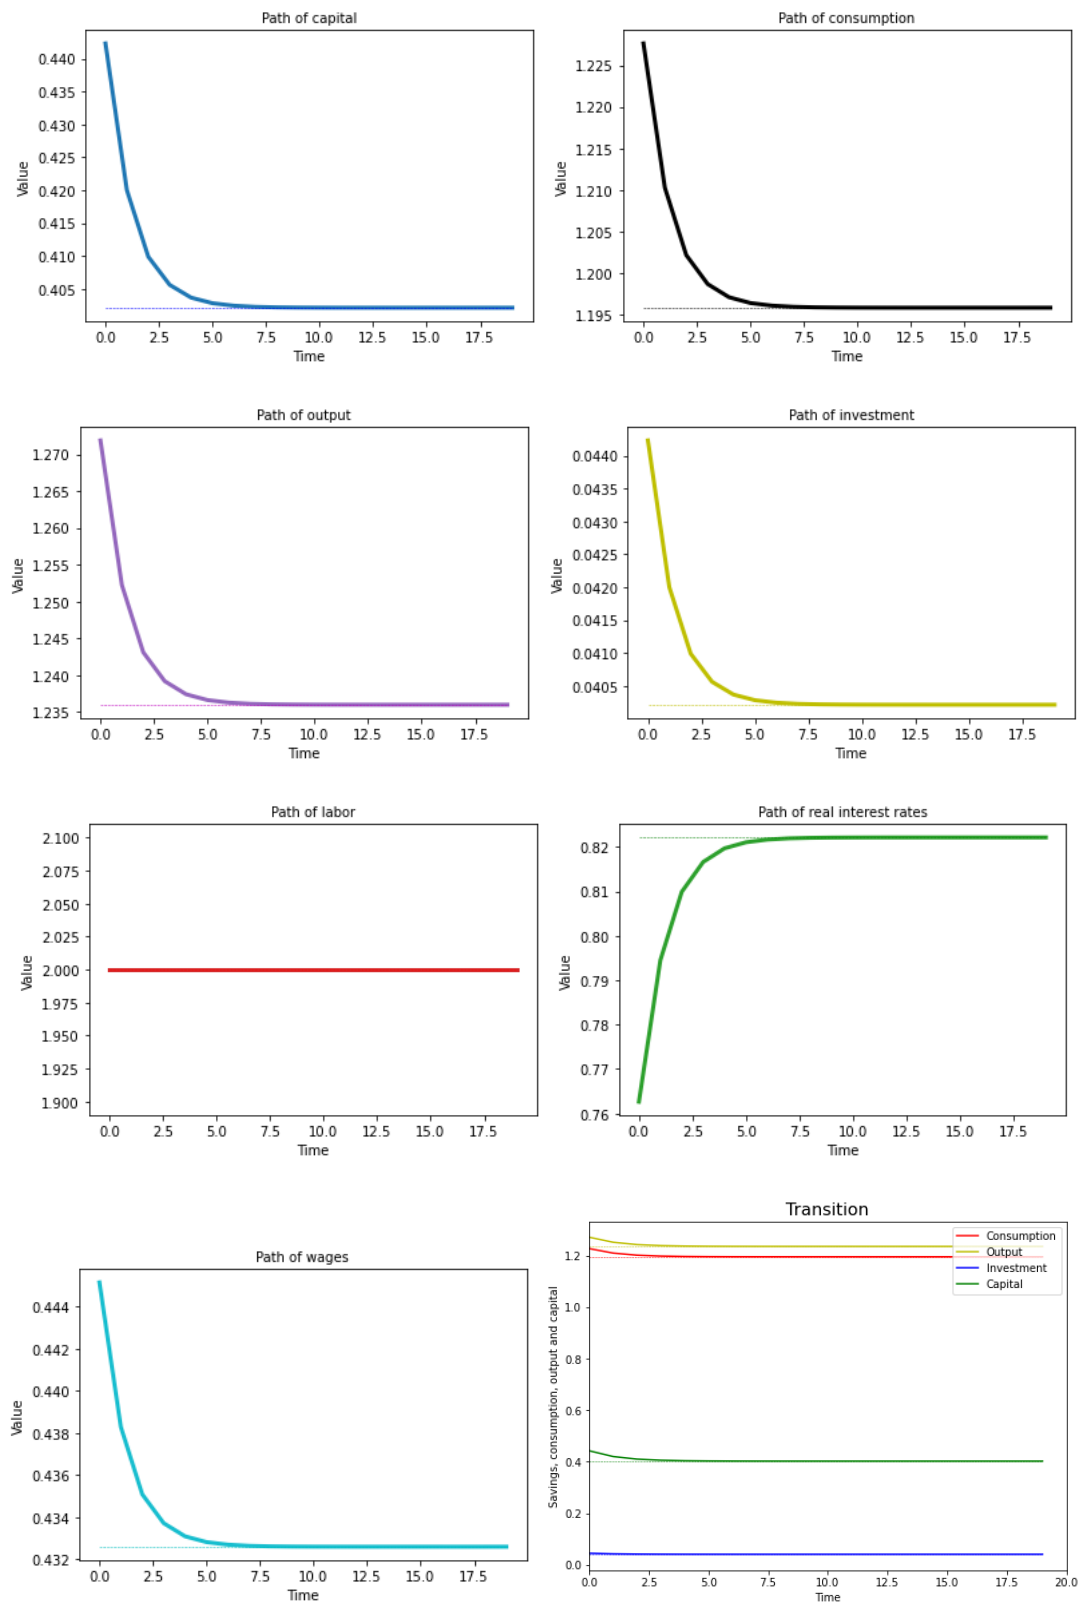 Path of capital
0.440
0.435
0.430
0.425
0.420
0.415
0.410
0.405
Value
0.0 2.5 5.0 7.5 10.0 12.5 15.0 17.5
Time
Path of consumption
1.225
1.220
1.215
1.210
1.205
1.200
1.195
Value
0.0 2.5 5.0 7.5 10.0 12.5 15.0 17.5
Time
Path of output
1.270
1.265
1.260
1.255
1.250
1.245
1.240
1.235
Value
0.0 2.5 5.0 7.5 10.0 12.5 15.0 17.5
Time
Path of investment
0.0440
0.0435
0.0430
0.0425
0.0420
0.0415
0.0410
0.0405
Value
0.0 2.5 5.0 7.5 10.0 12.5 15.0 17.5
Time
Path of labor
2.100
2.075
2.050
2.025
2.000
1.975
1.950
1.925
1.900
Value
0.0 2.5 5.0 7.5 10.0 12.5 15.0 17.5
Time
Path of real interest rates
0.82
0.81
0.80
0.79
0.78
0.77
0.76
Value
0.0 2.5 5.0 7.5 10.0 12.5 15.0 17.5
Time
Path of wages
0.444
0.442
0.440
0.438
0.436
0.434
0.432
Value
0.0 2.5 5.0 7.5 10.0 12.5 15.0 17.5
Time
Transition
1.2
1.0
0.8
0.6
0.4
0.2
0.0
Savings, consumption, output and capital
Consumption
Output
Investment
Capital
0.0 2.5 5.0 7.5 10.0 12.5 15.0 17.5 20.0
Time